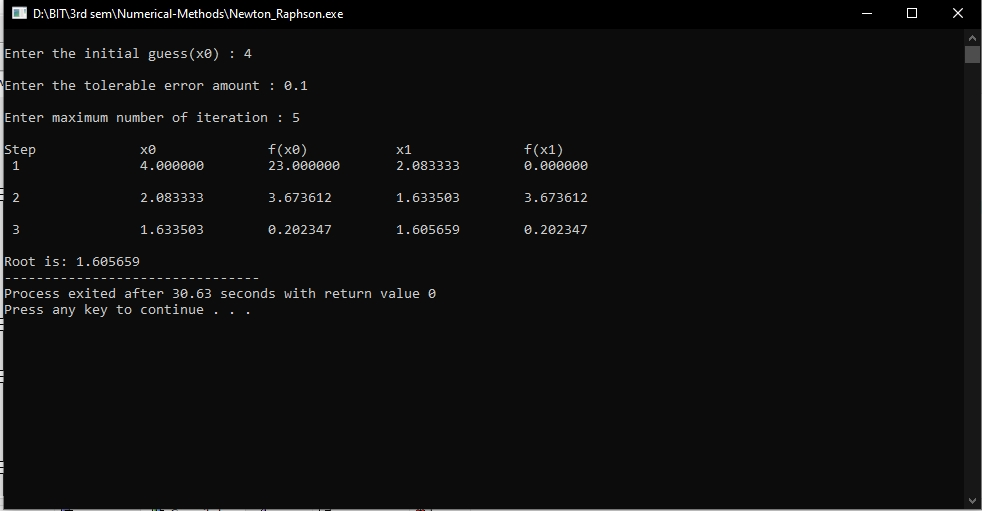 D:\BIT\3rd sem\Numerical-Methods\Newton_Raphson.exe
Enter the initial guess(x0) : 4
Enter the tolerable error amount : 0.1
Enter maximum number of iteration : 5
Step x0 f(x0) x1 f(x1)
1 4.000000 23.000000 2.083333 0.000000
2 2.083333 3.673612 1.633503 3.673612
3 1.633503 0.202347 1.605659 0.202347
Root is: 1.605659
--------------------------------
Process exited after 30.63 seconds with return value 0
Press any key to continue . . .